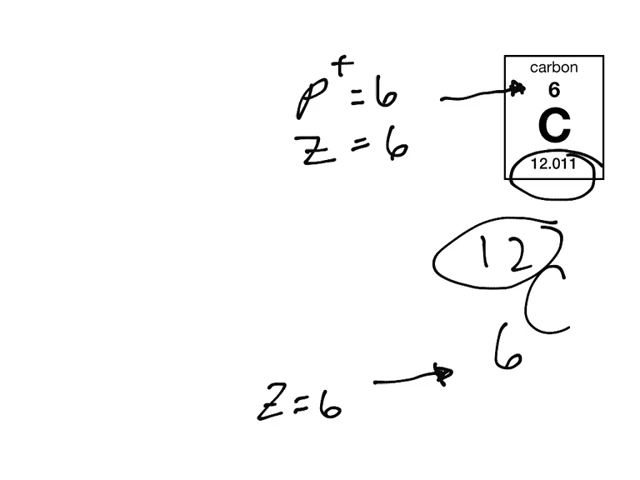 carbon
6
C
12.011
p⁺ = 6
Z = 6
12
C
6
Z = 6